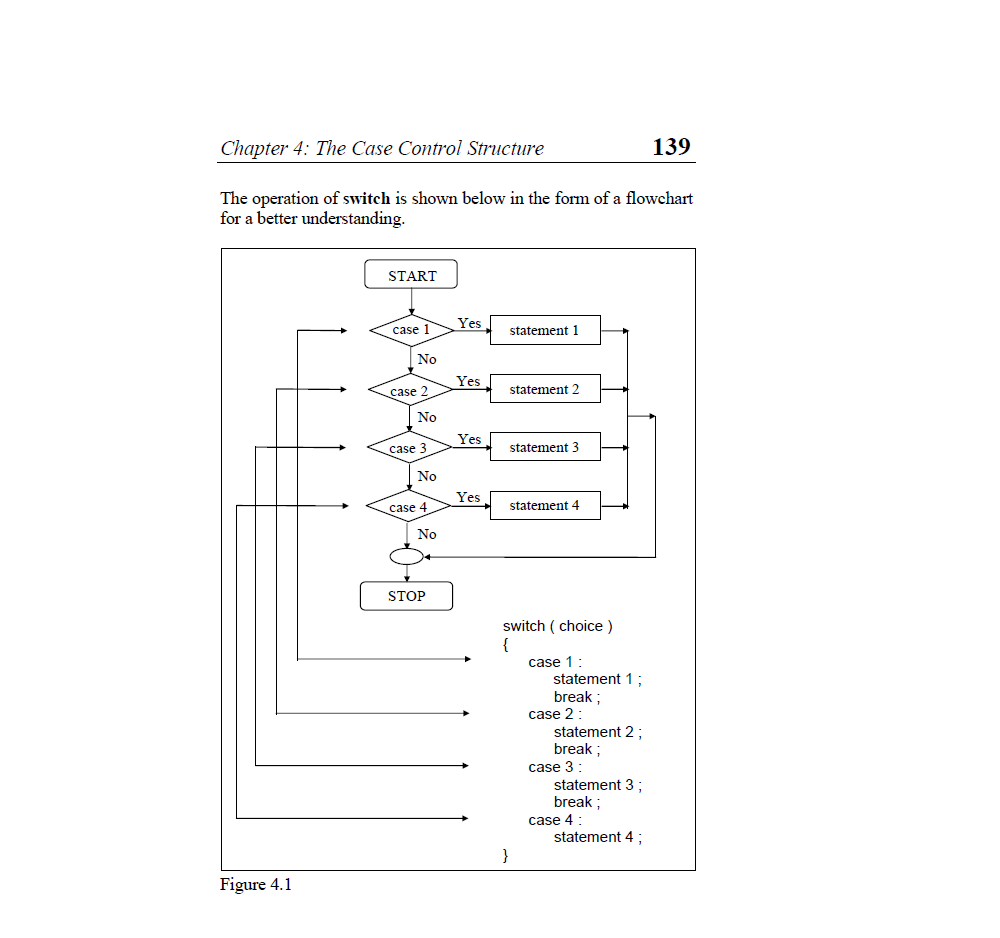 Chapter 4: The Case Control Structure 139
The operation of switch is shown below in the form of a flowchart
for a better understanding.
START
case 1 Yes statement 1
No
case 2 Yes statement 2
No
case 3 Yes statement 3
No
case 4 Yes statement 4
No
STOP
switch ( choice )
{
case 1 :
statement 1 ;
break ;
case 2 :
statement 2 ;
break ;
case 3 :
statement 3 ;
break ;
case 4 :
statement 4 ;
}
Figure 4.1